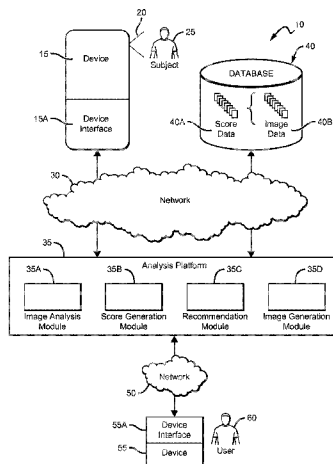 20
10
15
25
40
Device
Subject
DATABASE
15A
Device
Interface
40A
Score
Data
Image
Data
40B
30
Network
35
Analysis Platform
35A
35B
35C
35D
Image Analysis
Module
Score Generation
Module
Recommendation
Module
Image Generation
Module
Network
50
55A
Device
Interface
60
55
Device
User